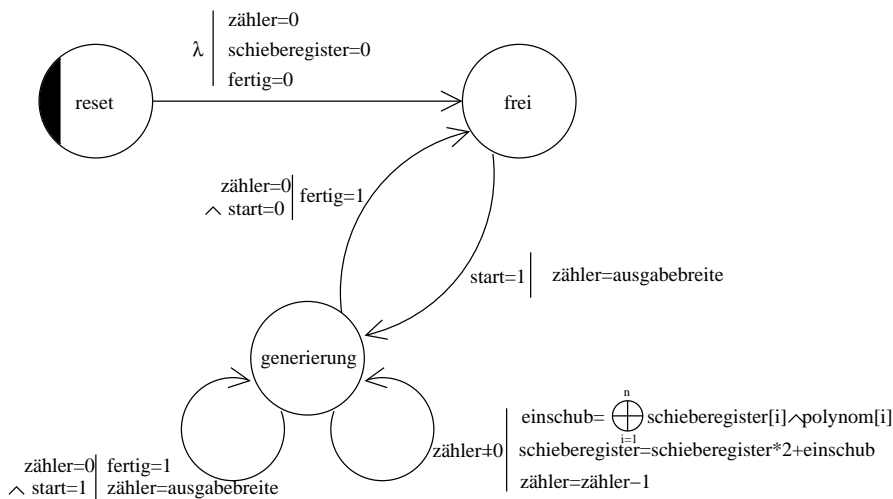 zähler=0
λ schieberegister=0
fertig=0
reset
frei
zähler=0 fertig=1
∧ start=0
start=1 zähler=ausgabebreite
generierung
n
einschub= ⊕ schieberegister[i]∧polynom[i]
i=1
zähler≠0 schieberegister=schieberegister*2+einschub
zähler=zähler−1
zähler=0 fertig=1
∧ start=1 zähler=ausgabebreite